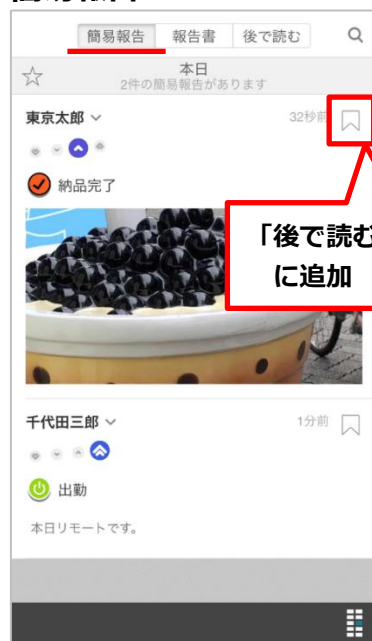 簡易報告 報告書 後で読む
本日
2件の簡易報告があります
東京太郎 32秒前
納品完了
「後で読む
に追加
千代田三郎 1分前
出勤
本日リモートです。